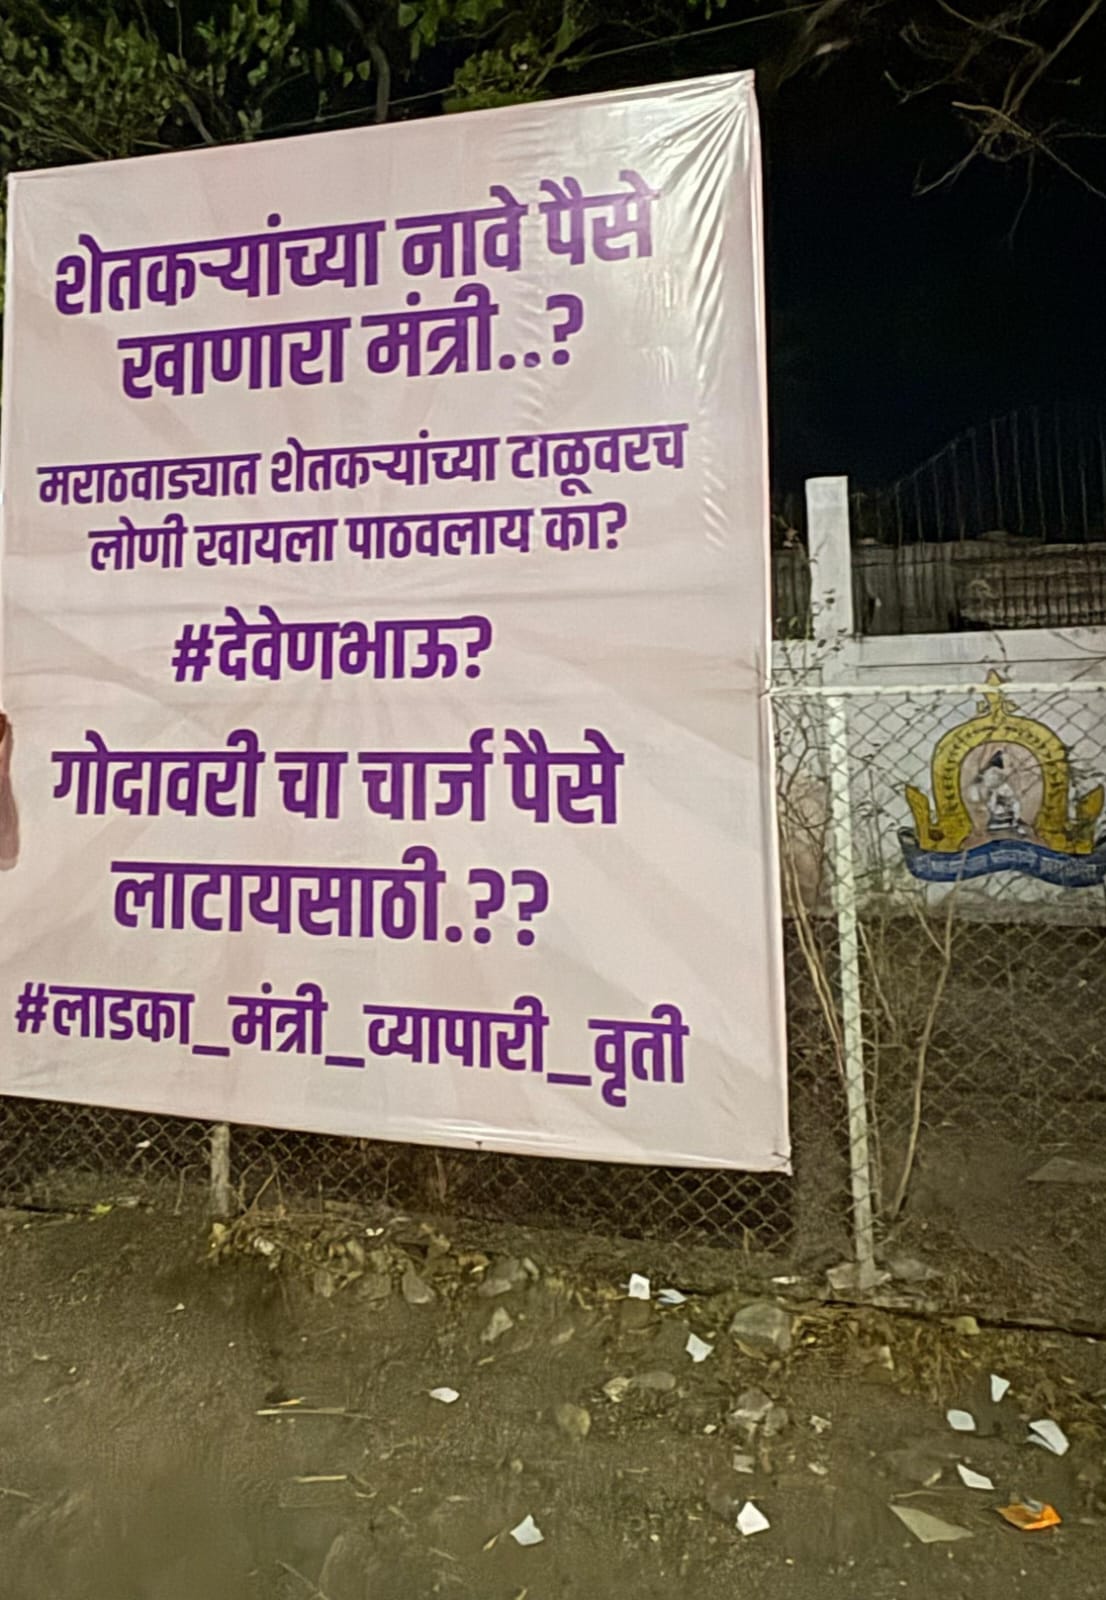 शेतकऱ्यांच्या नावे पैसे
खाणारा मंत्री..?
मराठवाड्यात शेतकऱ्यांच्या टाळूवरच
लोणी खायला पाठवलाय का?
#देवेणभाऊ?
गोदावरी चा चार्ज पैसे
लाटायसाठी.??
#लाडका_मंत्री_व्यापारी_वृती